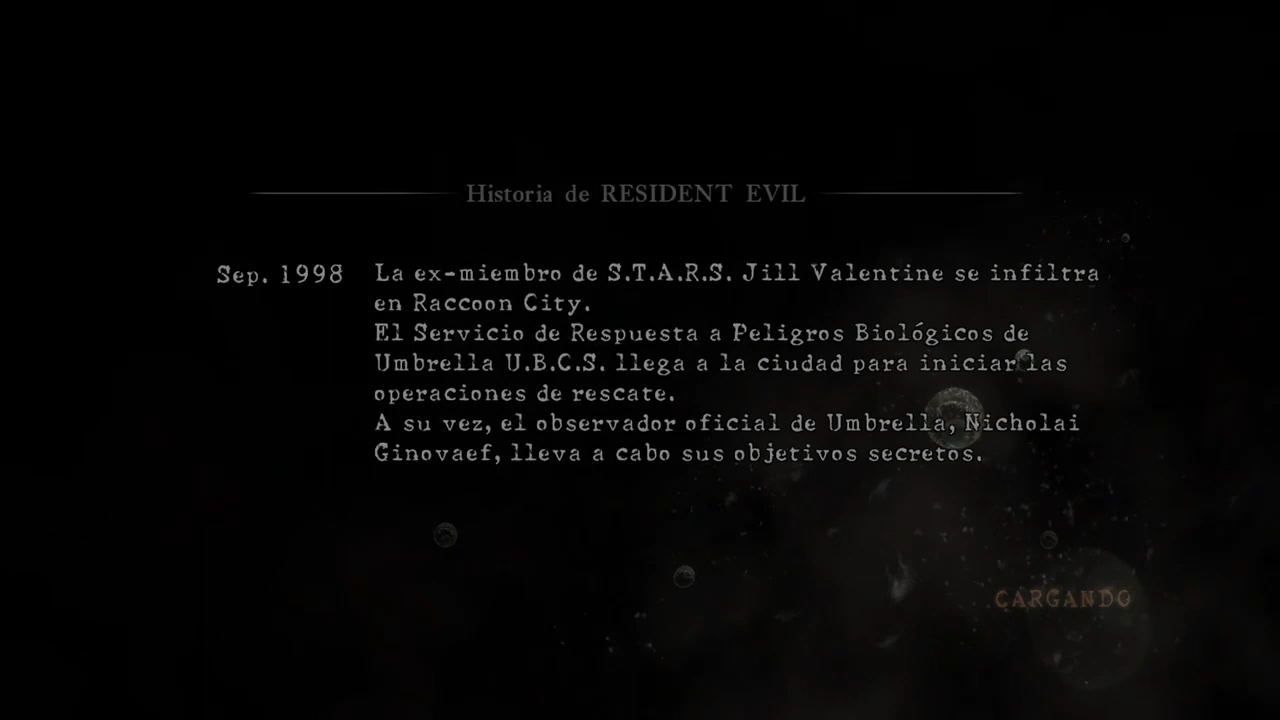 Historia de RESIDENT EVIL
Sep. 1998 La ex-miembro de S.T.A.R.S. Jill Valentine se infiltra
en Raccoon City.
El Servicio de Respuesta a Peligros Biológicos de
Umbrella U.B.C.S. llega a la ciudad para iniciar las
operaciones de rescate.
A su vez, el observador oficial de Umbrella, Nicholai
Ginovaef, lleva a cabo sus objetivos secretos.
CARGANDO